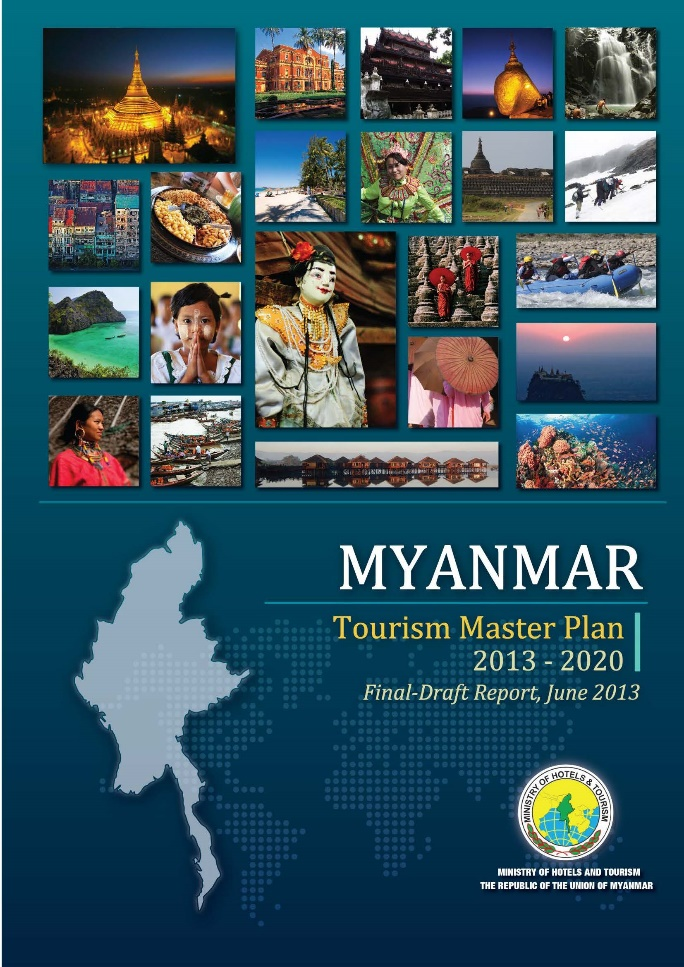 MYANMAR
Tourism Master Plan
2013 - 2020
Final-Draft Report, June 2013
MINISTRY OF HOTELS & TOURISM
MINISTRY OF HOTELS AND TOURISM
THE REPUBLIC OF THE UNION OF MYANMAR